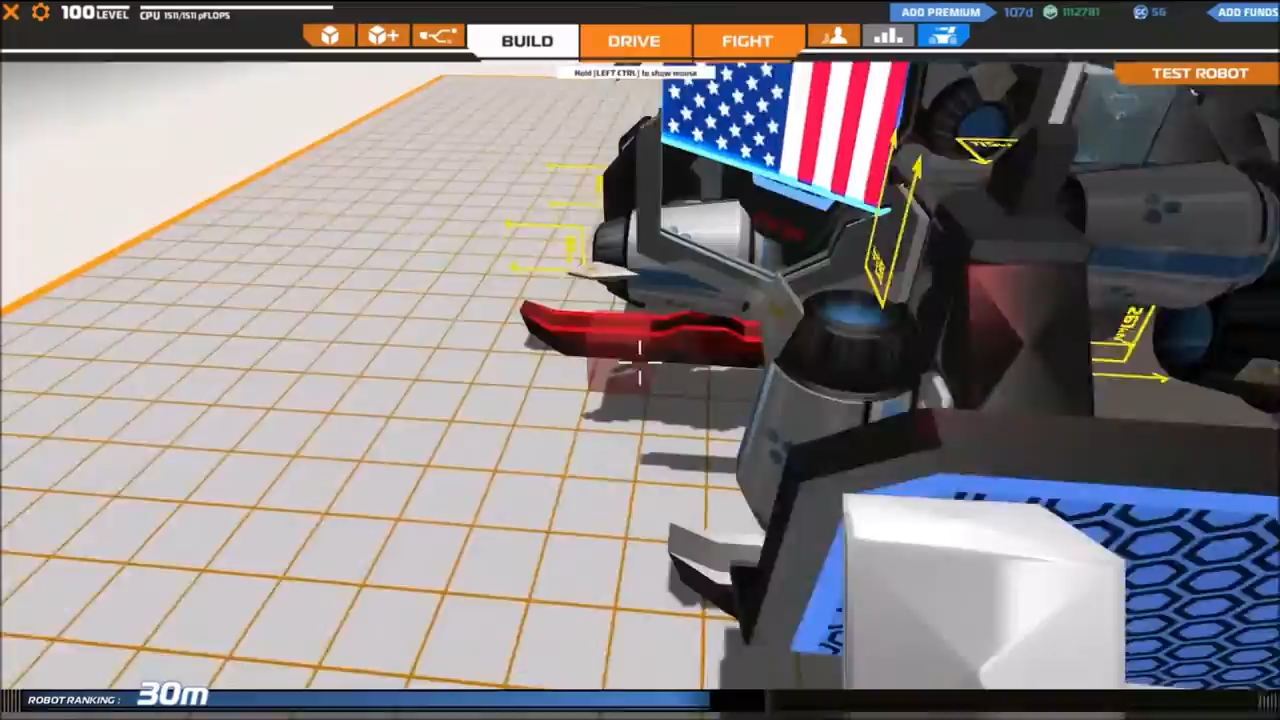 100 LEVEL CPU 1511/1511 pFLOPS
ADD PREMIUM 107d 1112781 56 ADD FUNDS
BUILD DRIVE FIGHT
Hold [LEFT CTRL] to show mouse
TEST ROBOT
ROBOT RANKING : 30m